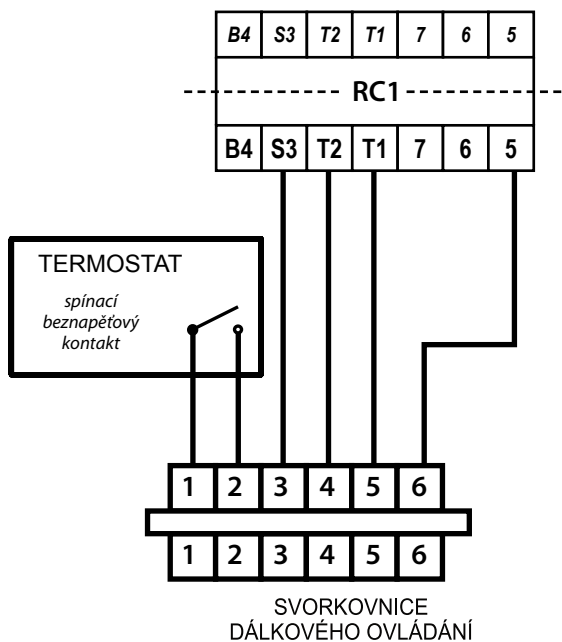 B4 S3 T2 T1 7 6 5
RC1
B4 S3 T2 T1 7 6 5
TERMOSTAT
spínací
beznapěťový
kontakt
1 2 3 4 5 6
1 2 3 4 5 6
SVORKOVNICE
DÁLKOVÉHO OVLÁDÁNÍ